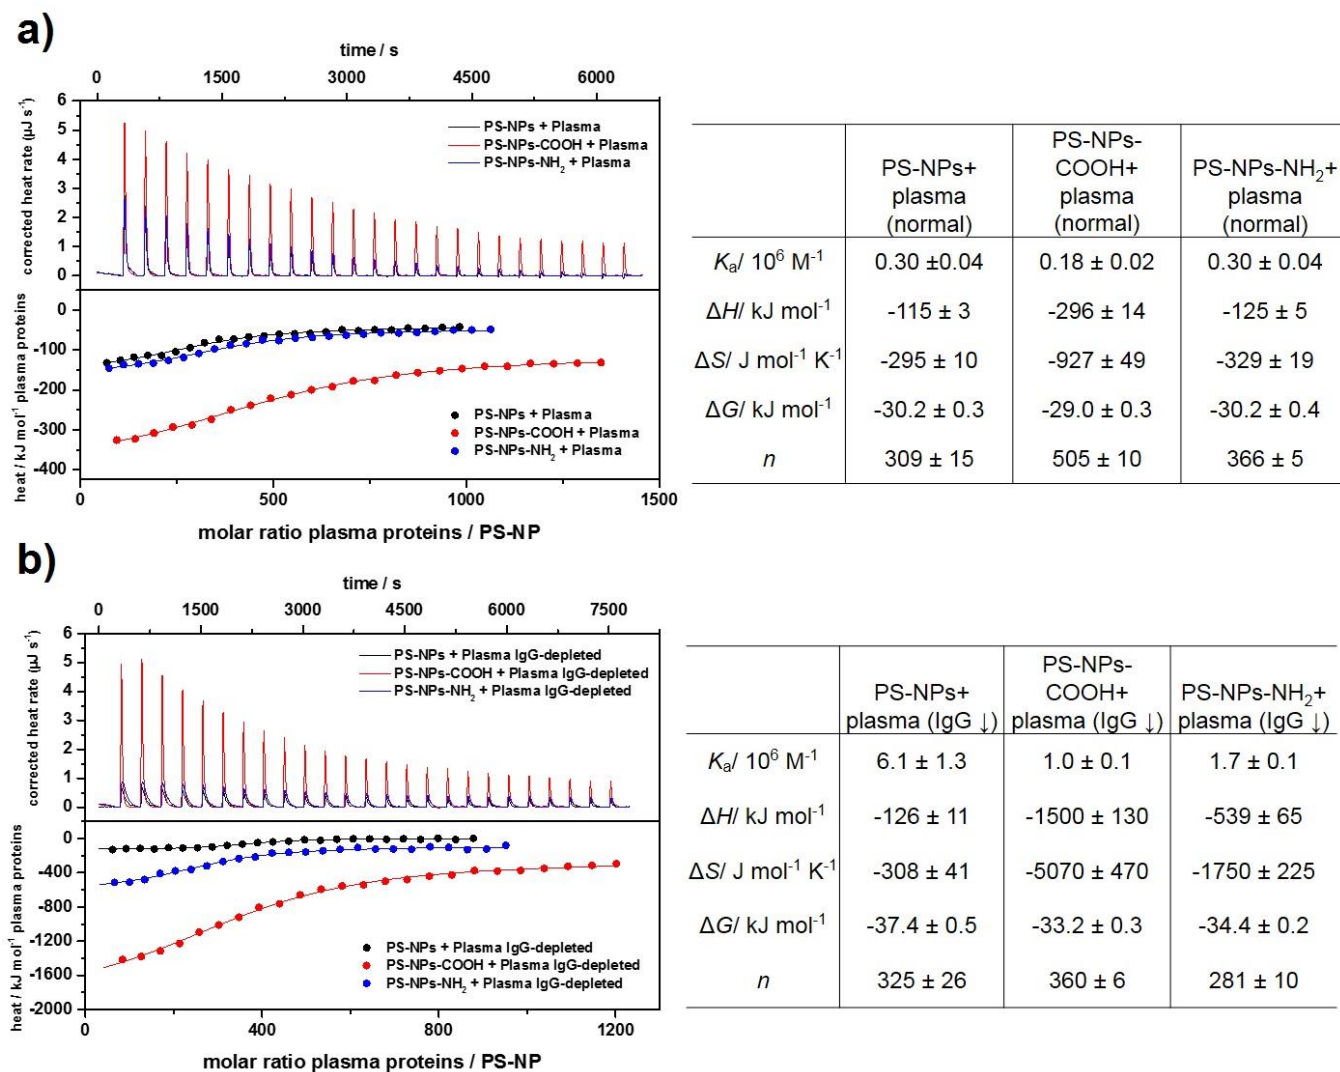 a)
time / s
0 1500 3000 4500 6000
corrected heat rate (µJ s⁻¹)
6
5
4
3
2
1
0
PS-NPs + Plasma
PS-NPs-COOH + Plasma
PS-NPs-NH₂ + Plasma
heat / kJ mol⁻¹ plasma proteins
0
-100
-200
-300
-400
PS-NPs + Plasma
PS-NPs-COOH + Plasma
PS-NPs-NH₂ + Plasma
0 500 1000 1500
molar ratio plasma proteins / PS-NP
PS-NPs+ plasma (normal)
PS-NPs-COOH+ plasma (normal)
PS-NPs-NH₂+ plasma (normal)
Kₐ/ 10⁶ M⁻¹ 0.30 ±0.04 0.18 ± 0.02 0.30 ± 0.04
ΔH/ kJ mol⁻¹ -115 ± 3 -296 ± 14 -125 ± 5
ΔS/ J mol⁻¹ K⁻¹ -295 ± 10 -927 ± 49 -329 ± 19
ΔG/ kJ mol⁻¹ -30.2 ± 0.3 -29.0 ± 0.3 -30.2 ± 0.4
n 309 ± 15 505 ± 10 366 ± 5
b)
time / s
0 1500 3000 4500 6000 7500
corrected heat rate (µJ s⁻¹)
6
5
4
3
2
1
0
PS-NPs + Plasma IgG-depleted
PS-NPs-COOH + Plasma IgG-depleted
PS-NPs-NH₂ + Plasma IgG-depleted
heat / kJ mol⁻¹ plasma proteins
0
-400
-800
-1200
-1600
-2000
PS-NPs + Plasma IgG-depleted
PS-NPs-COOH + Plasma IgG-depleted
PS-NPs-NH₂ + Plasma IgG-depleted
0 400 800 1200
molar ratio plasma proteins / PS-NP
PS-NPs+ plasma (IgG ↓)
PS-NPs-COOH+ plasma (IgG ↓)
PS-NPs-NH₂+ plasma (IgG ↓)
Kₐ/ 10⁶ M⁻¹ 6.1 ± 1.3 1.0 ± 0.1 1.7 ± 0.1
ΔH/ kJ mol⁻¹ -126 ± 11 -1500 ± 130 -539 ± 65
ΔS/ J mol⁻¹ K⁻¹ -308 ± 41 -5070 ± 470 -1750 ± 225
ΔG/ kJ mol⁻¹ -37.4 ± 0.5 -33.2 ± 0.3 -34.4 ± 0.2
n 325 ± 26 360 ± 6 281 ± 10